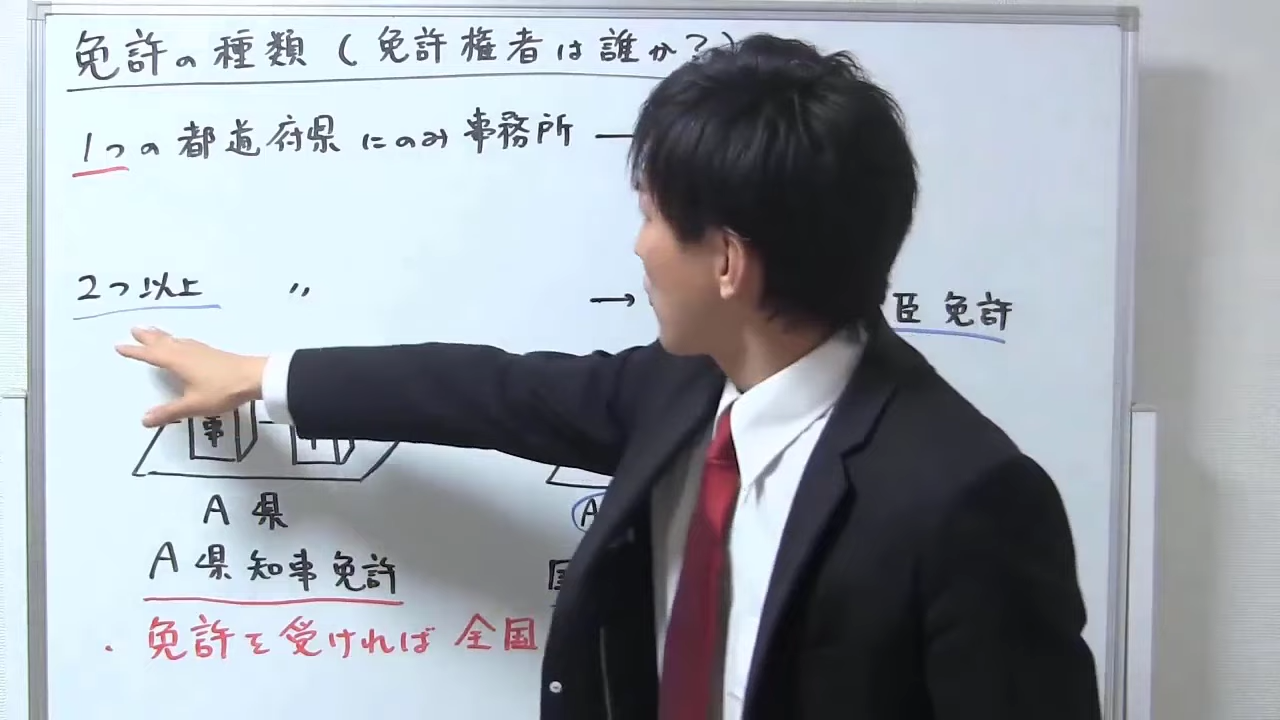 免許の種類(免許権者は誰か?)
1つの都道府県にのみ事務所 ―
2つ以上 〃 → 臣免許
事
A県
A
A県知事免許
・免許を受ければ全国